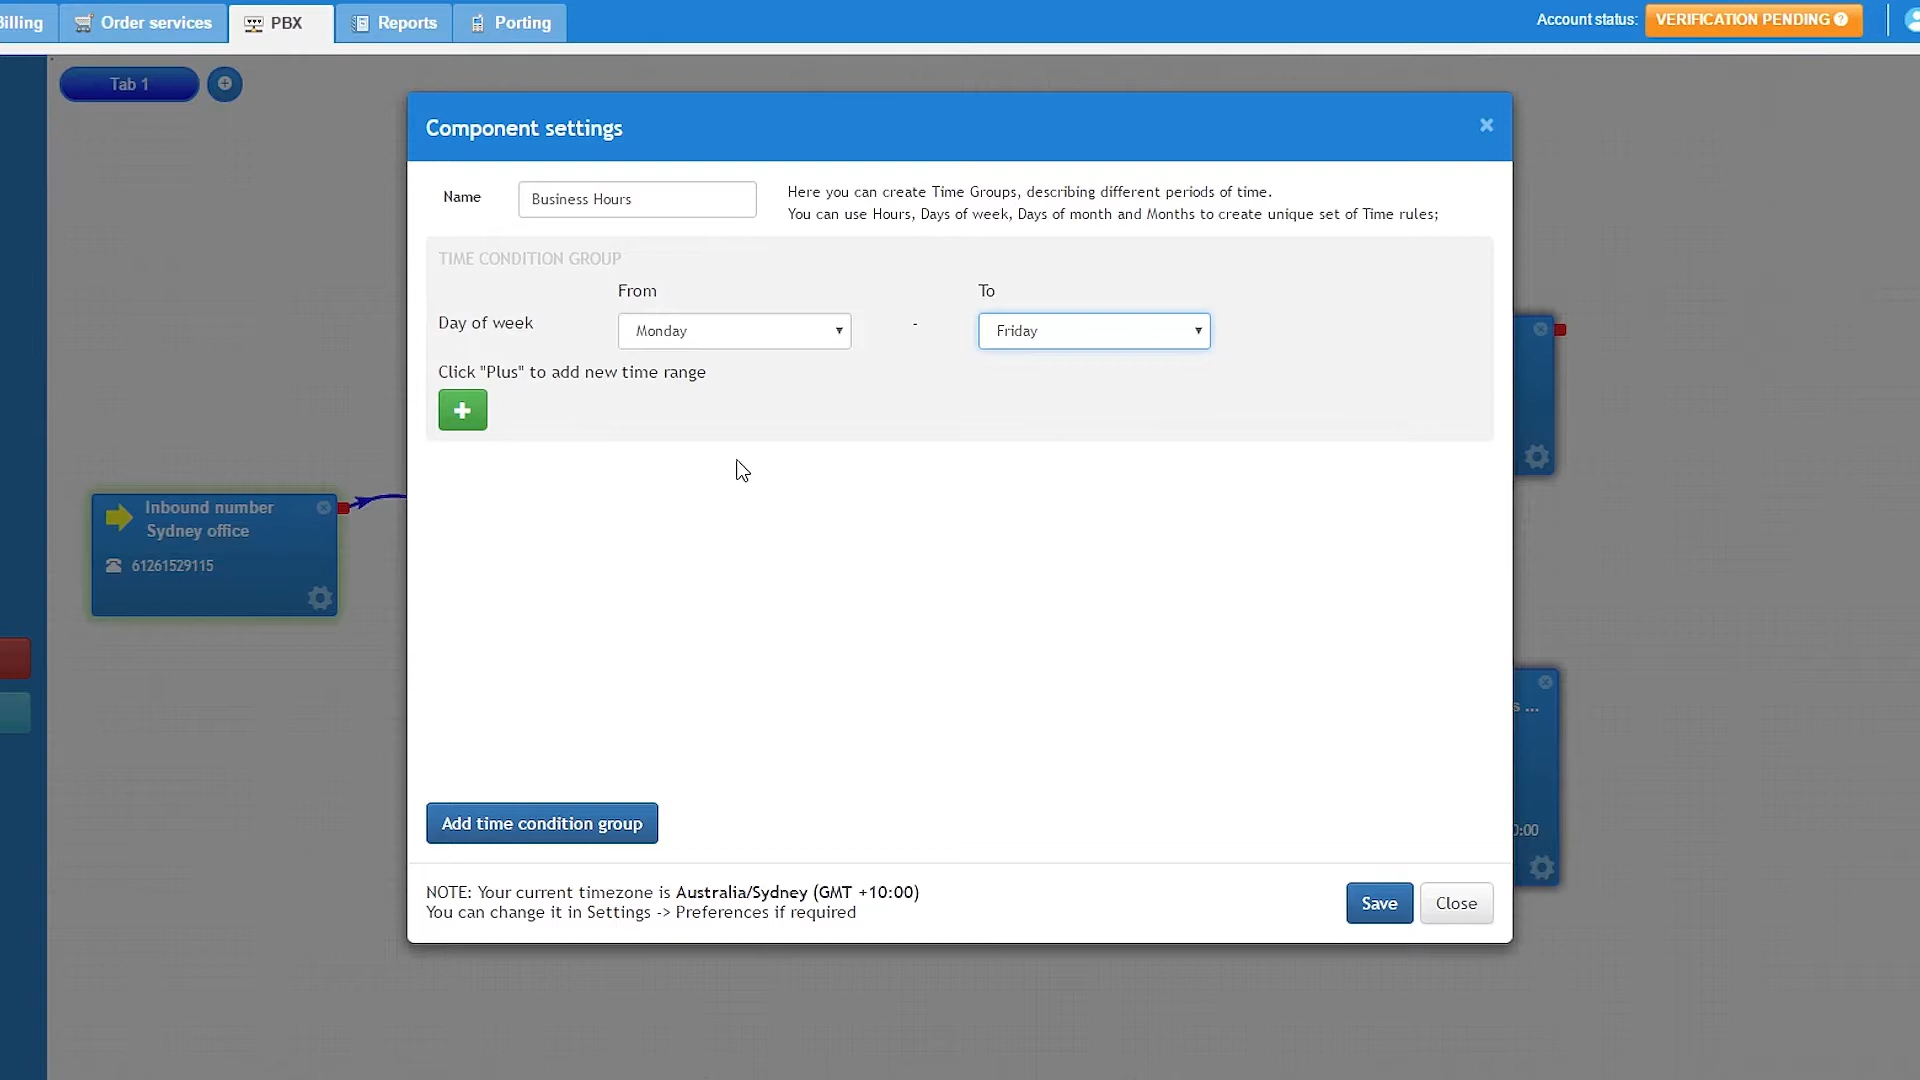 Billing
Order services
PBX
Reports
Porting
Account status:
VERIFICATION PENDING ?
Tab 1
Component settings
×
Name
Business Hours
Here you can create Time Groups, describing different periods of time.
You can use Hours, Days of week, Days of month and Months to create unique set of Time rules;
TIME CONDITION GROUP
From
To
Day of week
Monday
-
Friday
Click "Plus" to add new time range
Inbound number
Sydney office
61261529115
s ...
0:00
Add time condition group
NOTE: Your current timezone is Australia/Sydney (GMT +10:00)
You can change it in Settings -> Preferences if required
Save
Close